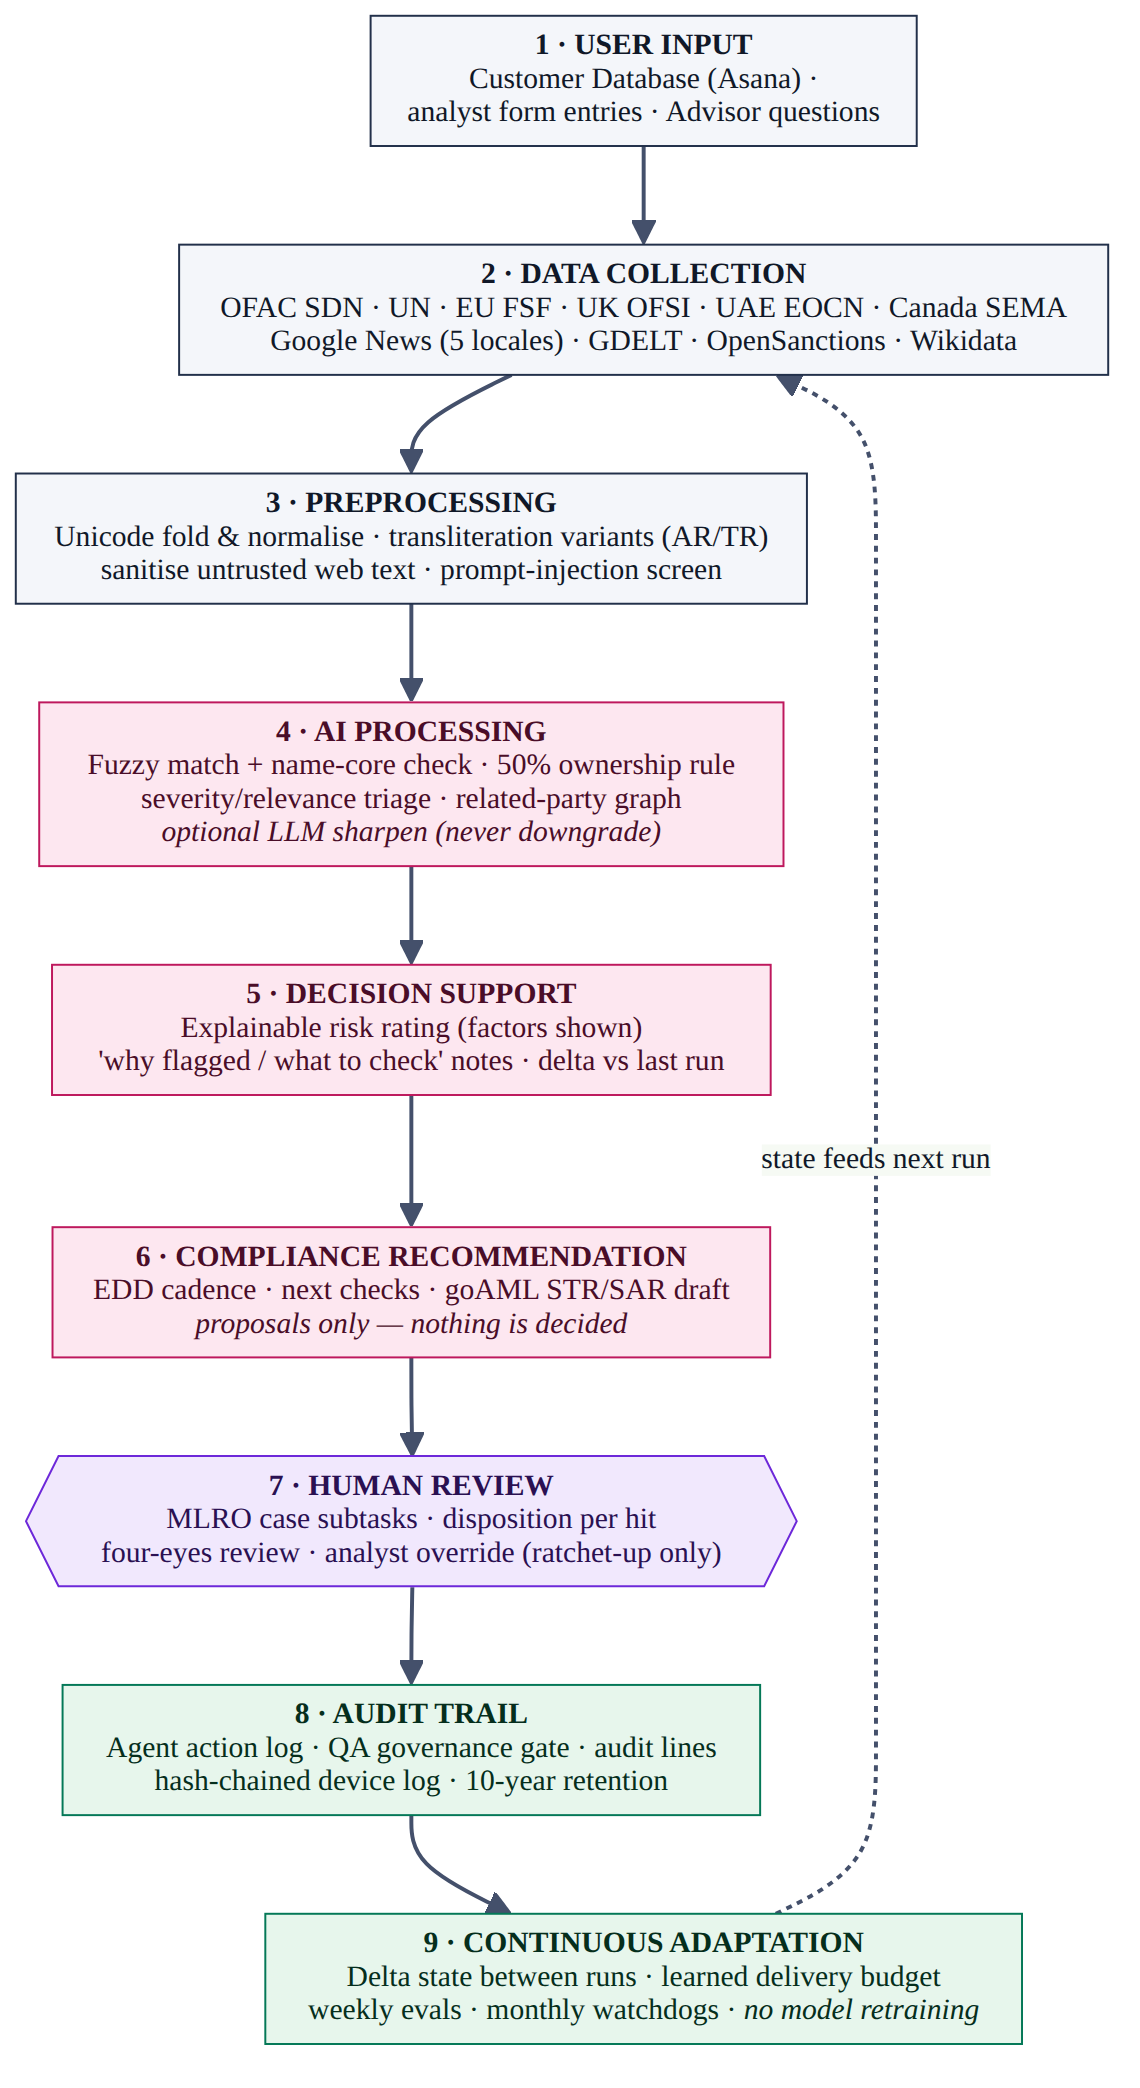 1 · USER INPUT
Customer Database (Asana) ·
analyst form entries · Advisor questions
2 · DATA COLLECTION
OFAC SDN · UN · EU FSF · UK OFSI · UAE EOCN · Canada SEMA
Google News (5 locales) · GDELT · OpenSanctions · Wikidata
3 · PREPROCESSING
Unicode fold & normalise · transliteration variants (AR/TR)
sanitise untrusted web text · prompt-injection screen
4 · AI PROCESSING
Fuzzy match + name-core check · 50% ownership rule
severity/relevance triage · related-party graph
optional LLM sharpen (never downgrade)
5 · DECISION SUPPORT
Explainable risk rating (factors shown)
'why flagged / what to check' notes · delta vs last run
state feeds next run
6 · COMPLIANCE RECOMMENDATION
EDD cadence · next checks · goAML STR/SAR draft
proposals only — nothing is decided
7 · HUMAN REVIEW
MLRO case subtasks · disposition per hit
four-eyes review · analyst override (ratchet-up only)
8 · AUDIT TRAIL
Agent action log · QA governance gate · audit lines
hash-chained device log · 10-year retention
9 · CONTINUOUS ADAPTATION
Delta state between runs · learned delivery budget
weekly evals · monthly watchdogs · no model retraining